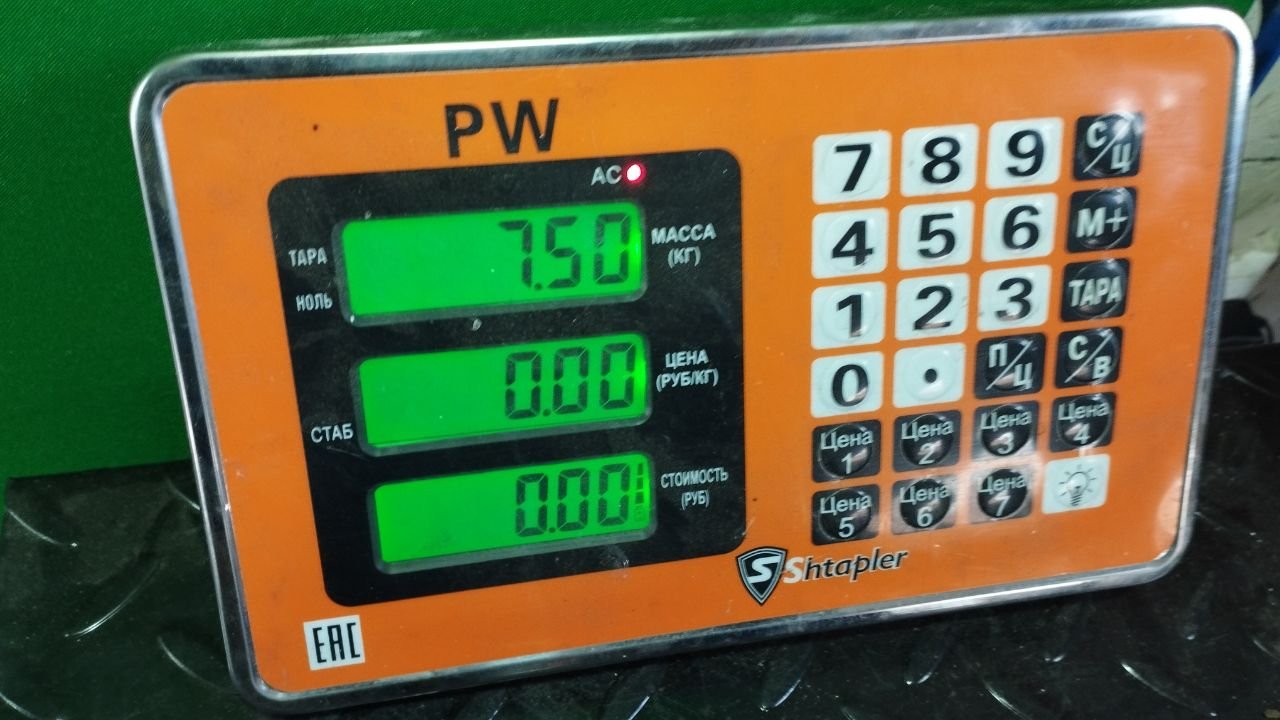 PW
AC
ТАРА
НОЛЬ
7.50
МАССА
(КГ)
0.00
ЦЕНА
(РУБ/КГ)
СТАБ
0.00
СТОИМОСТЬ
(РУБ)
7 8 9 С/Ц
4 5 6 М+
1 2 3 ТАРА
0 . П/Ц С/В
Цена 1 Цена 2 Цена 3 Цена 4
Цена 5 Цена 6 Цена 7
S Shtapler
EAC